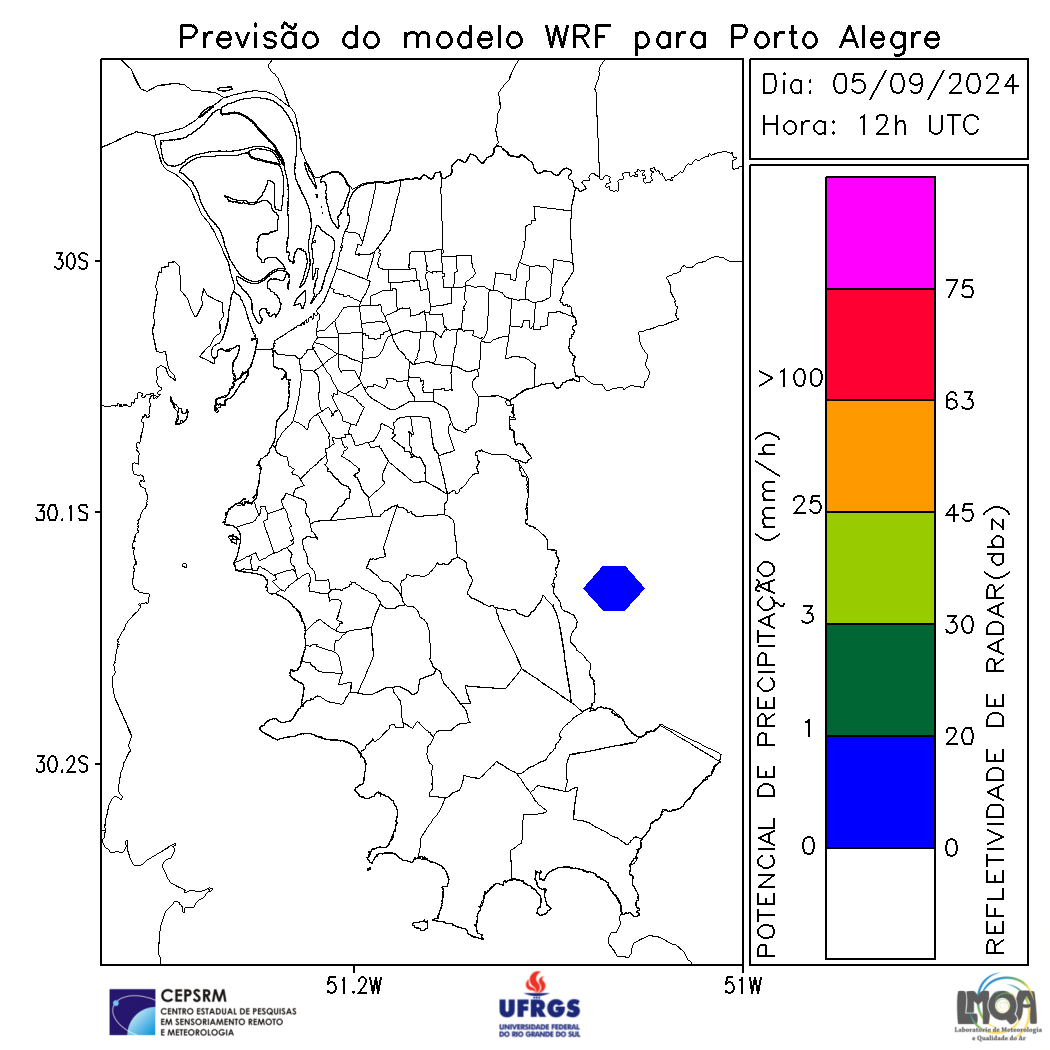 Previsão do modelo WRF para Porto Alegre
Dia: 05/09/2024
Hora: 12h UTC
30S
30.1S
30.2S
51.2W
51W
POTENCIAL DE PRECIPITAÇÃO (mm/h)
>100
25
3
1
0
75
63
45
30
20
0
REFLETIVIDADE DE RADAR(dbz)
CEPSRM
CENTRO ESTADUAL DE PESQUISAS
EM SENSORIAMENTO REMOTO
E METEOROLOGIA
UFRGS
UNIVERSIDADE FEDERAL
DO RIO GRANDE DO SUL
LMQA
Laboratório de Meteorologia
e Qualidade do Ar